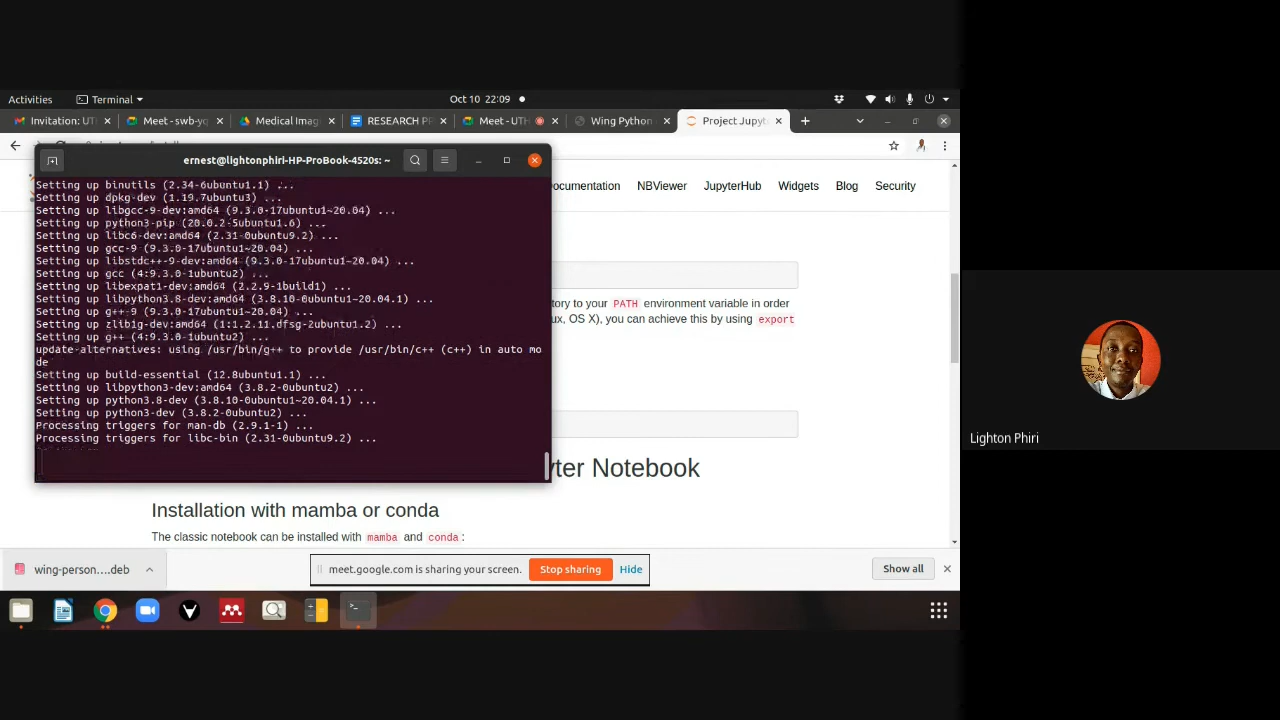 Activities
Terminal
Oct 10 22:09
Invitation: UT
Meet - swb-yq
Medical Imag
RESEARCH P
Meet - UTH
Wing Python
Project Jupyt
ernest@lightonphiri-HP-ProBook-4520s: ~
ocumentation
NBViewer
JupyterHub
Widgets
Blog
Security
Setting up binutils (2.34-6ubuntu1.1) ...
Setting up dpkg-dev (1.19.7ubuntu3) ...
Setting up libgcc-9-dev:amd64 (9.3.0-17ubuntu1~20.04) ...
Setting up python3-pip (20.0.2-5ubuntu1.6) ...
Setting up libc6-dev:amd64 (2.31-0ubuntu9.2) ...
Setting up gcc-9 (9.3.0-17ubuntu1~20.04) ...
Setting up libstdc++-9-dev:amd64 (9.3.0-17ubuntu1~20.04) ...
Setting up gcc (4:9.3.0-1ubuntu2) ...
Setting up libexpat1-dev:amd64 (2.2.9-1build1) ...
Setting up libpython3.8-dev:amd64 (3.8.10-0ubuntu1~20.04.1) ...
Setting up g++-9 (9.3.0-17ubuntu1~20.04) ...
Setting up zlib1g-dev:amd64 (1:1.2.11.dfsg-2ubuntu1.2) ...
Setting up g++ (4:9.3.0-1ubuntu2) ...
update-alternatives: using /usr/bin/g++ to provide /usr/bin/c++ (c++) in auto mo
de
Setting up build-essential (12.8ubuntu1.1) ...
Setting up libpython3-dev:amd64 (3.8.2-0ubuntu2) ...
Setting up python3.8-dev (3.8.10-0ubuntu1~20.04.1) ...
Setting up python3-dev (3.8.2-0ubuntu2) ...
Processing triggers for man-db (2.9.1-1) ...
Processing triggers for libc-bin (2.31-0ubuntu9.2) ...
tory to your PATH environment variable in order
ux, OS X), you can achieve this by using export
yter Notebook
Installation with mamba or conda
The classic notebook can be installed with mamba and conda :
wing-person....deb
meet.google.com is sharing your screen.
Stop sharing
Hide
Show all
Lighton Phiri